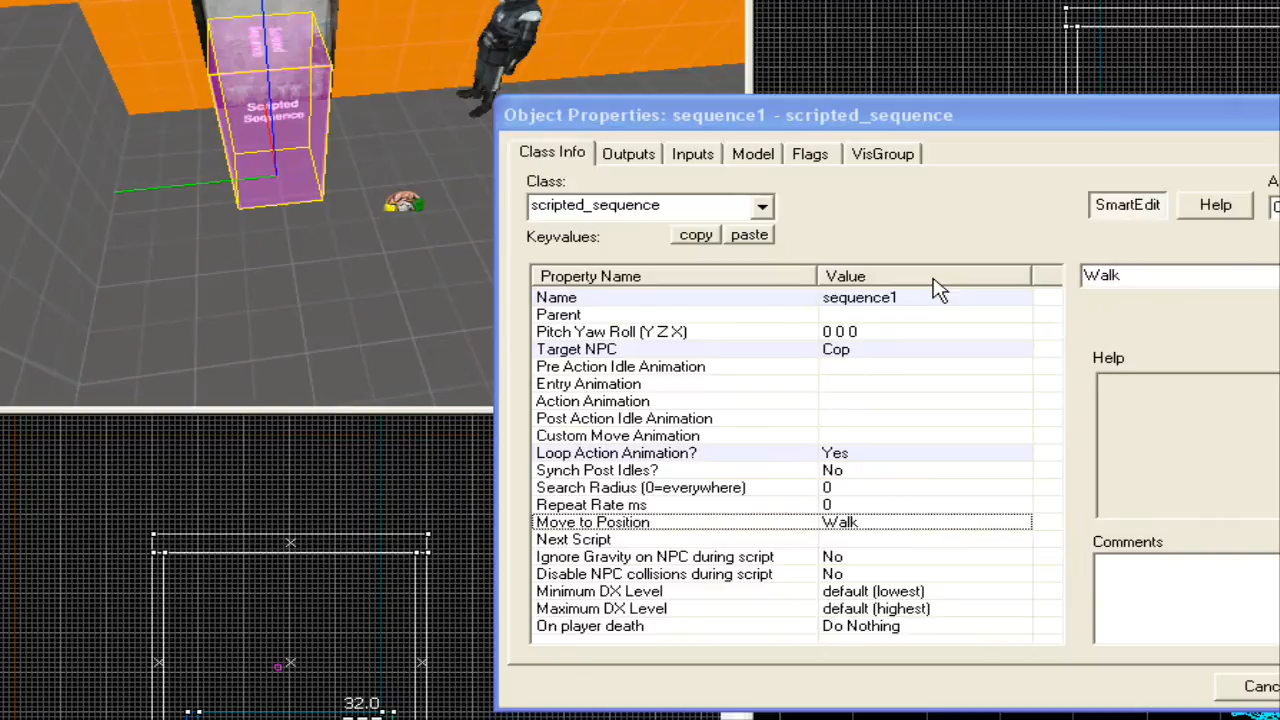 Scripted
Sequence
Scripted
Sequence
Object Properties: sequence1 - scripted_sequence
Class Info
Outputs
Inputs
Model
Flags
VisGroup
Class:
scripted_sequence
SmartEdit
Help
Keyvalues:
copy
paste
Property Name Value
Walk
Name sequence1
Parent
Pitch Yaw Roll (Y Z X) 0 0 0
Target NPC Cop
Pre Action Idle Animation
Entry Animation
Action Animation
Post Action Idle Animation
Custom Move Animation
Loop Action Animation? Yes
Synch Post Idles? No
Search Radius (0=everywhere) 0
Repeat Rate ms 0
Move to Position Walk
Next Script
Ignore Gravity on NPC during script No
Disable NPC collisions during script No
Minimum DX Level default (lowest)
Maximum DX Level default (highest)
On player death Do Nothing
Help
Comments
Canc
32.0